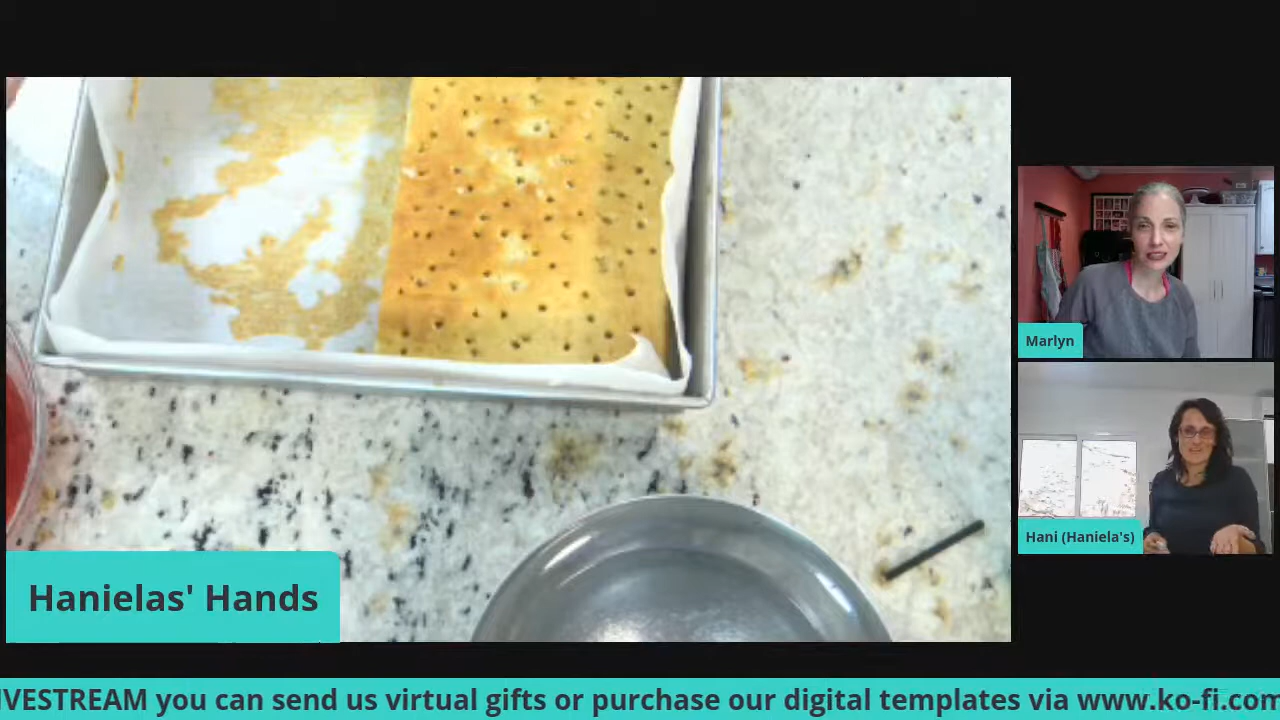 Marlyn
Hani (Haniela's)
Hanielas' Hands
IVESTREAM you can send us virtual gifts or purchase our digital templates via www.ko-fi.com